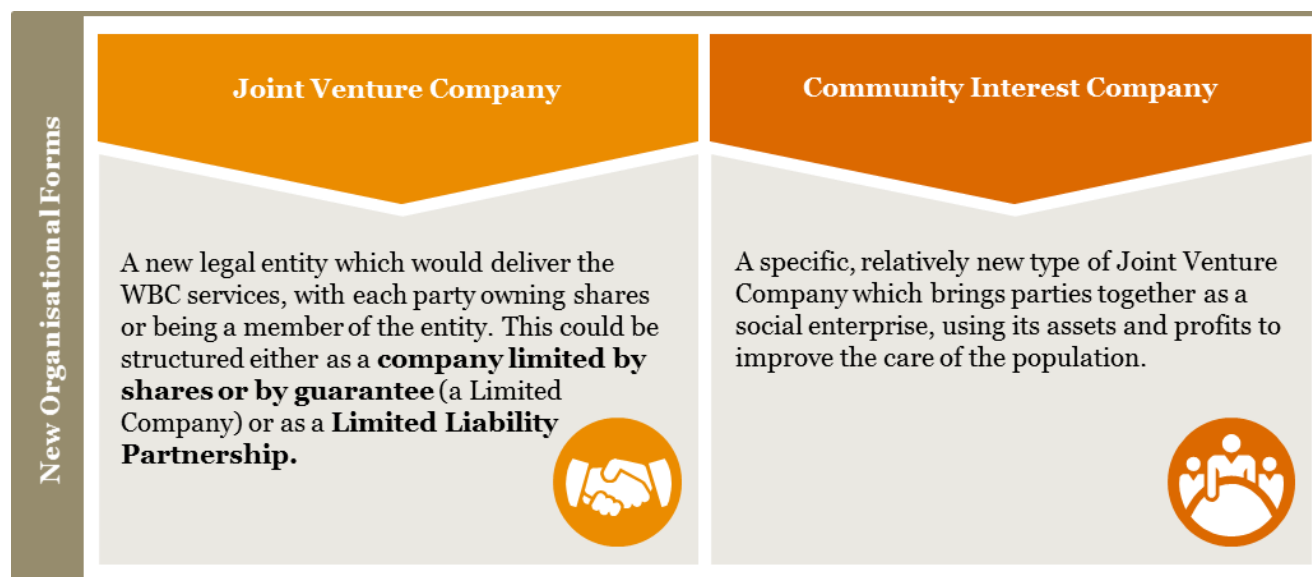 New Organisational Forms
Joint Venture Company
A new legal entity which would deliver the
WBC services, with each party owning shares
or being a member of the entity. This could be
structured either as a company limited by
shares or by guarantee (a Limited
Company) or as a Limited Liability
Partnership.
Community Interest Company
A specific, relatively new type of Joint Venture
Company which brings parties together as a
social enterprise, using its assets and profits to
improve the care of the population.